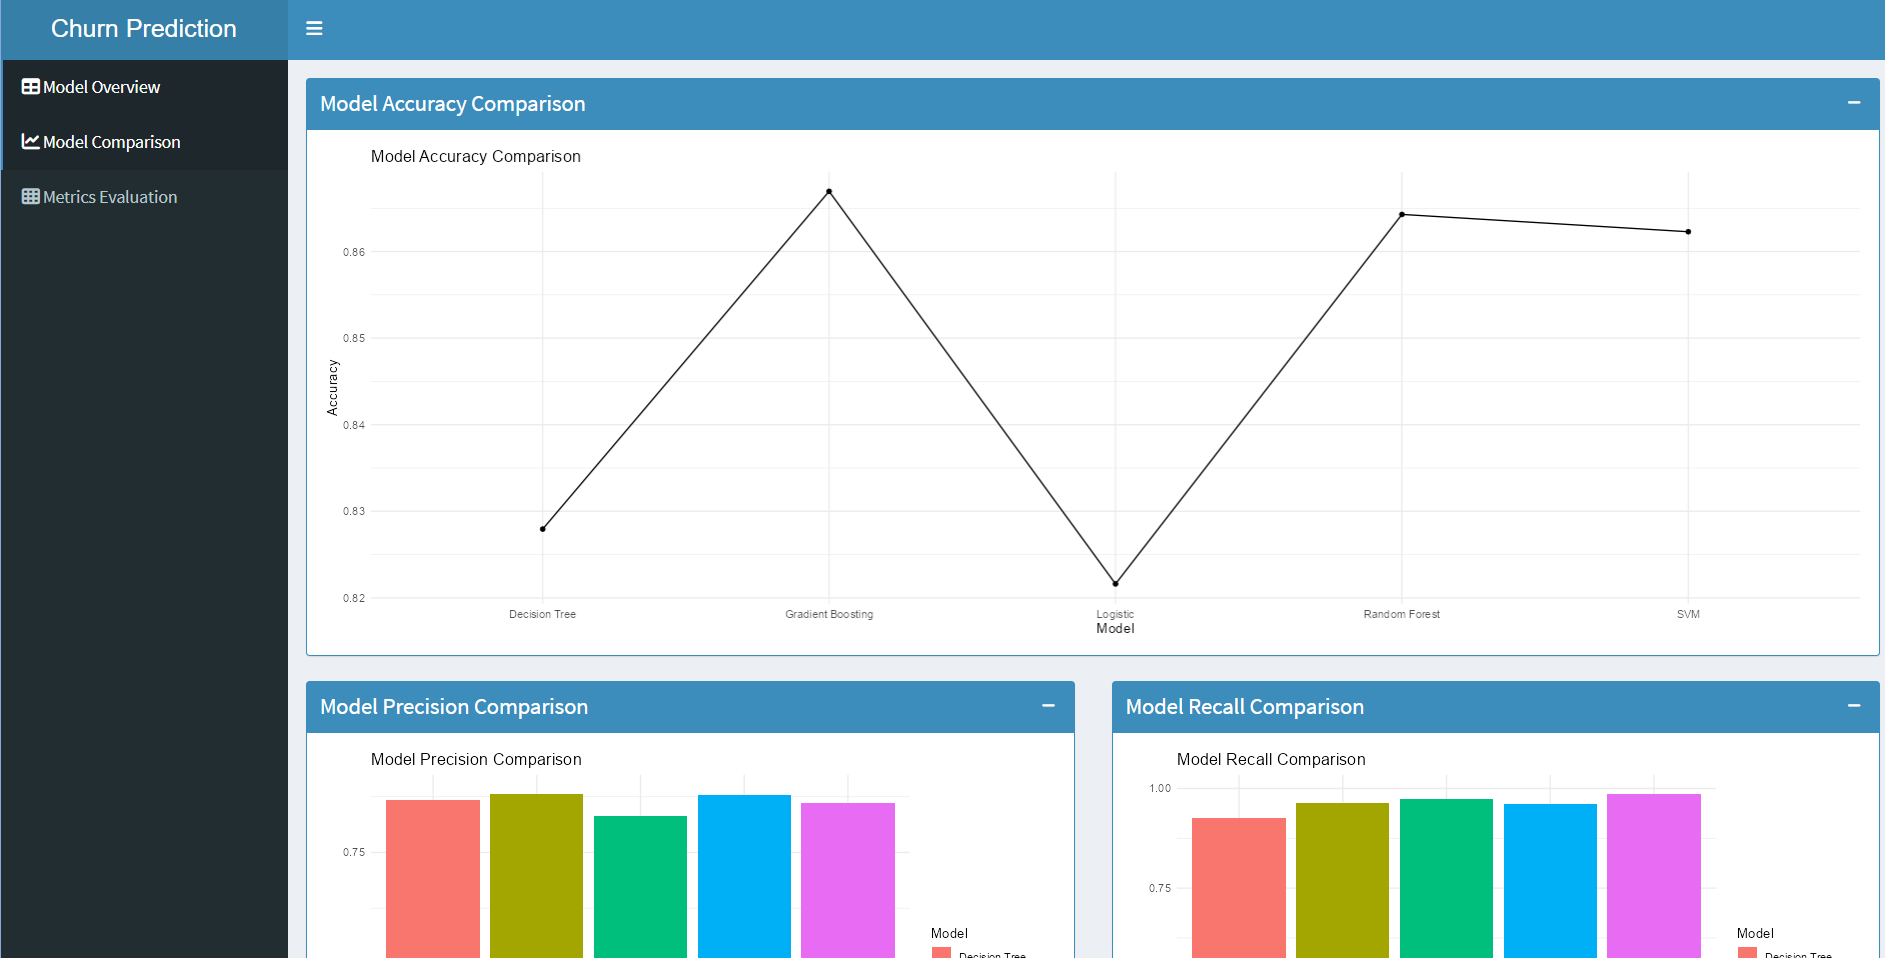 Churn Prediction
Model Overview
Model Comparison
Metrics Evaluation
Model Accuracy Comparison
Model Accuracy Comparison
Accuracy
0.86
0.85
0.84
0.83
0.82
Decision Tree Gradient Boosting Logistic Random Forest SVM
Model
Model Precision Comparison
Model Precision Comparison
0.75
Model
Decision Tree
Model Recall Comparison
Model Recall Comparison
1.00
0.75
Model
Decision Tree